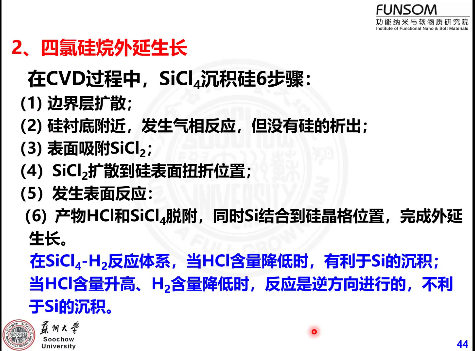 FUNSOM
功能纳米与软物质研究院
Institute of Functional Nano & Soft Materials
2、四氯硅烷外延生长
在CVD过程中，SiCl₄沉积硅6步骤：
(1) 边界层扩散；
(2) 硅衬底附近，发生气相反应，但没有硅的析出；
(3) 表面吸附SiCl₂；
(4) SiCl₂扩散到硅表面扭折位置；
(5) 发生表面反应：
(6) 产物HCl和SiCl₄脱附，同时Si结合到硅晶格位置，完成外延
生长。
在SiCl₄-H₂反应体系，当HCl含量降低时，有利于Si的沉积；
当HCl含量升高、H₂含量降低时，反应是逆方向进行的，不利
于Si的沉积。
苏州大学
Soochow
University
44